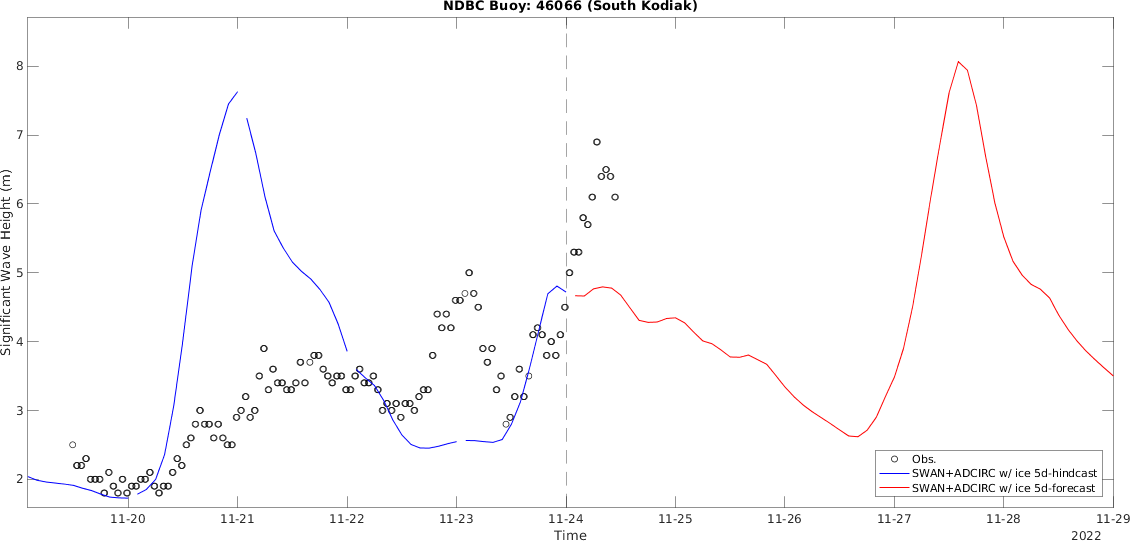 NDBC Buoy: 46066 (South Kodiak)
Significant Wave Height (m)
8
7
6
5
4
3
2
Obs.
SWAN+ADCIRC w/ ice 5d-hindcast
SWAN+ADCIRC w/ ice 5d-forecast
11-20 11-21 11-22 11-23 11-24 11-25 11-26 11-27 11-28 11-29
Time
2022